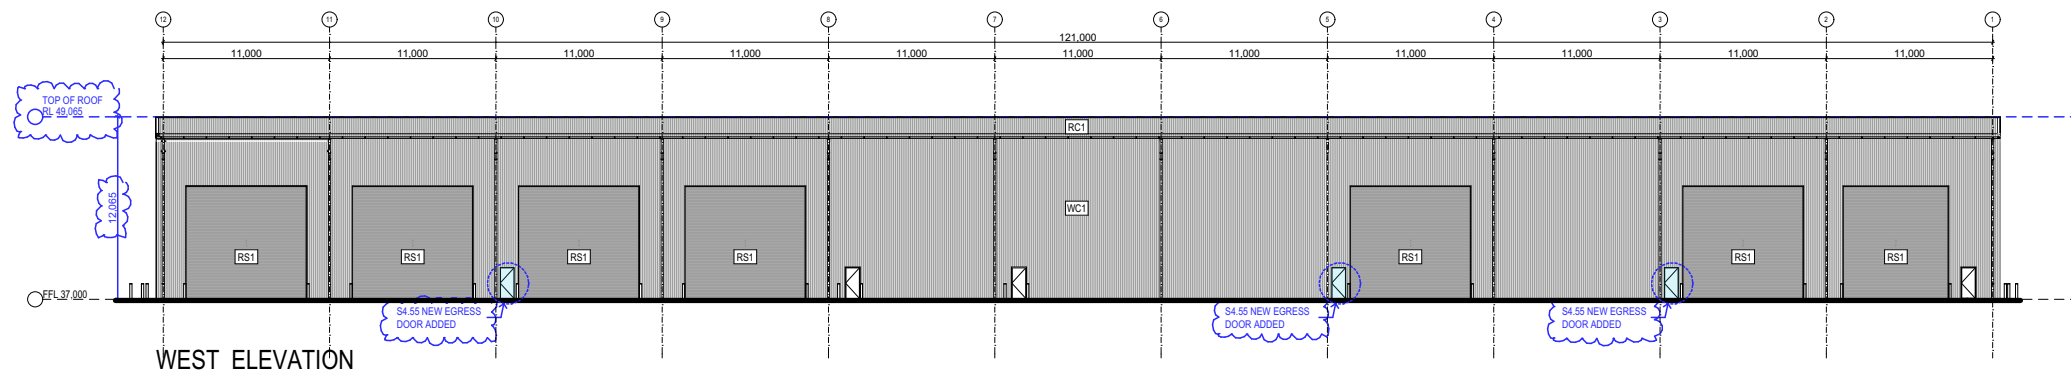 12 11 10 9 8 7 6 5 4 3 2 1
121,000
11,000 11,000 11,000 11,000 11,000 11,000 11,000 11,000 11,000 11,000 11,000
TOP OF ROOF
RL 49,065
RC1
12,065
WC1
RS1 RS1 RS1 RS1 RS1 RS1 RS1
FFL 37,000
S4.55 NEW EGRESS
DOOR ADDED
S4.55 NEW EGRESS
DOOR ADDED
S4.55 NEW EGRESS
DOOR ADDED
WEST ELEVATION